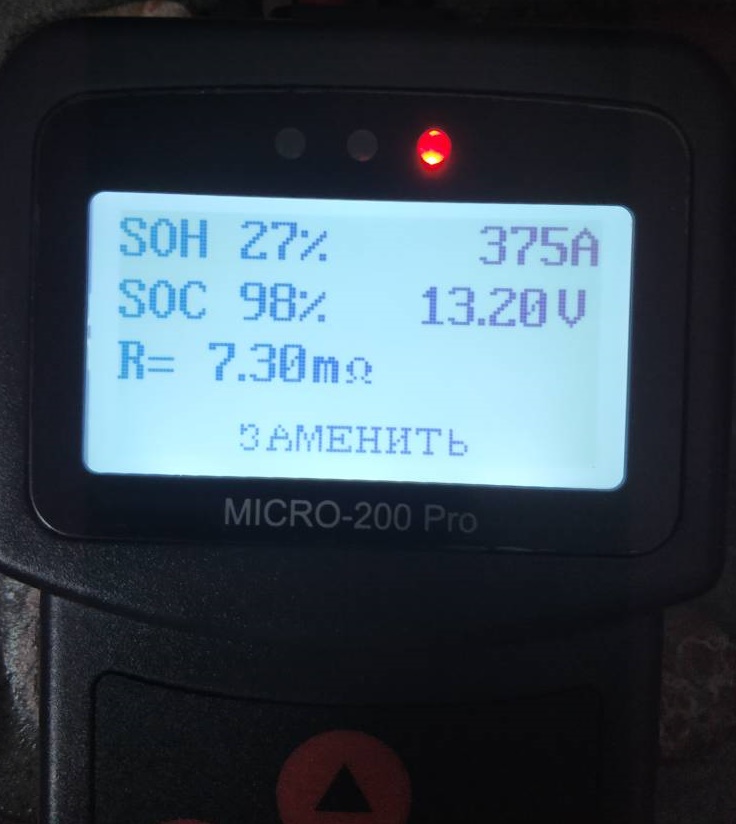 SOH 27% 375A
SOC 98% 13.20V
R= 7.30mΩ
ЗАМЕНИТЬ
MICRO-200 Pro